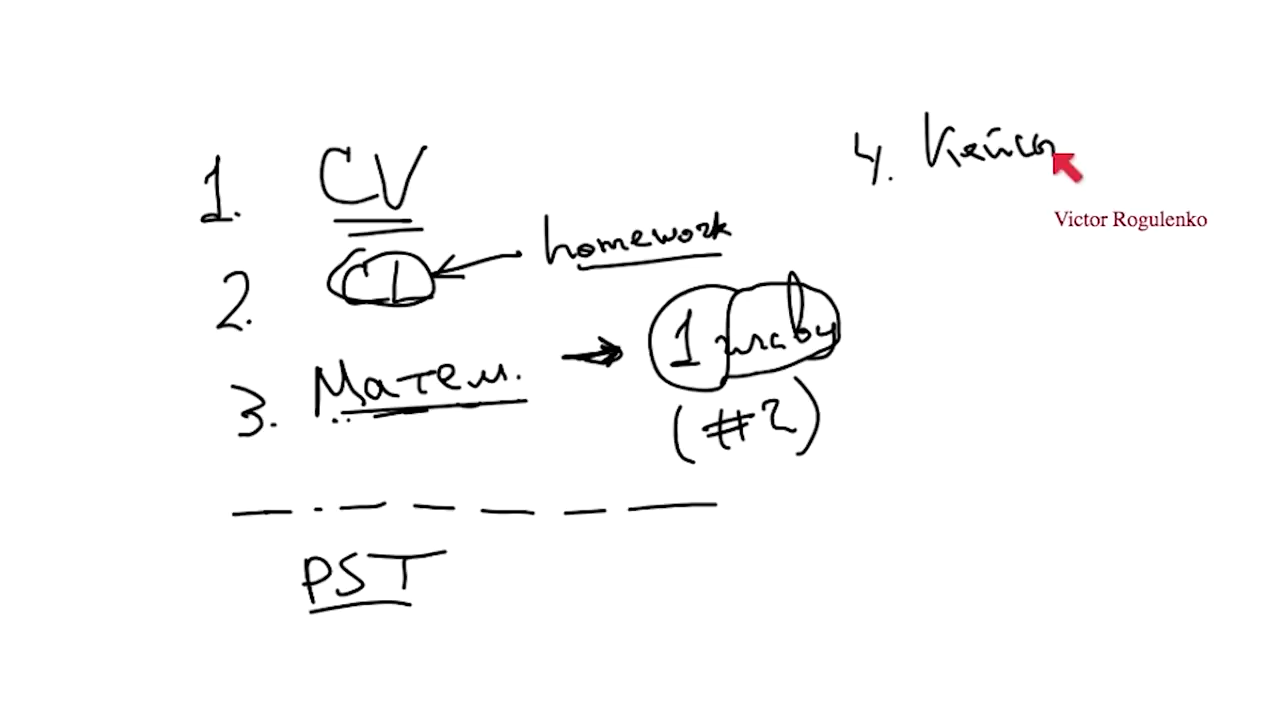 1. CV
2. CL ← homework
3. Матем. → 1 главу
(#2)
PST
4. Кейсы
Victor Rogulenko